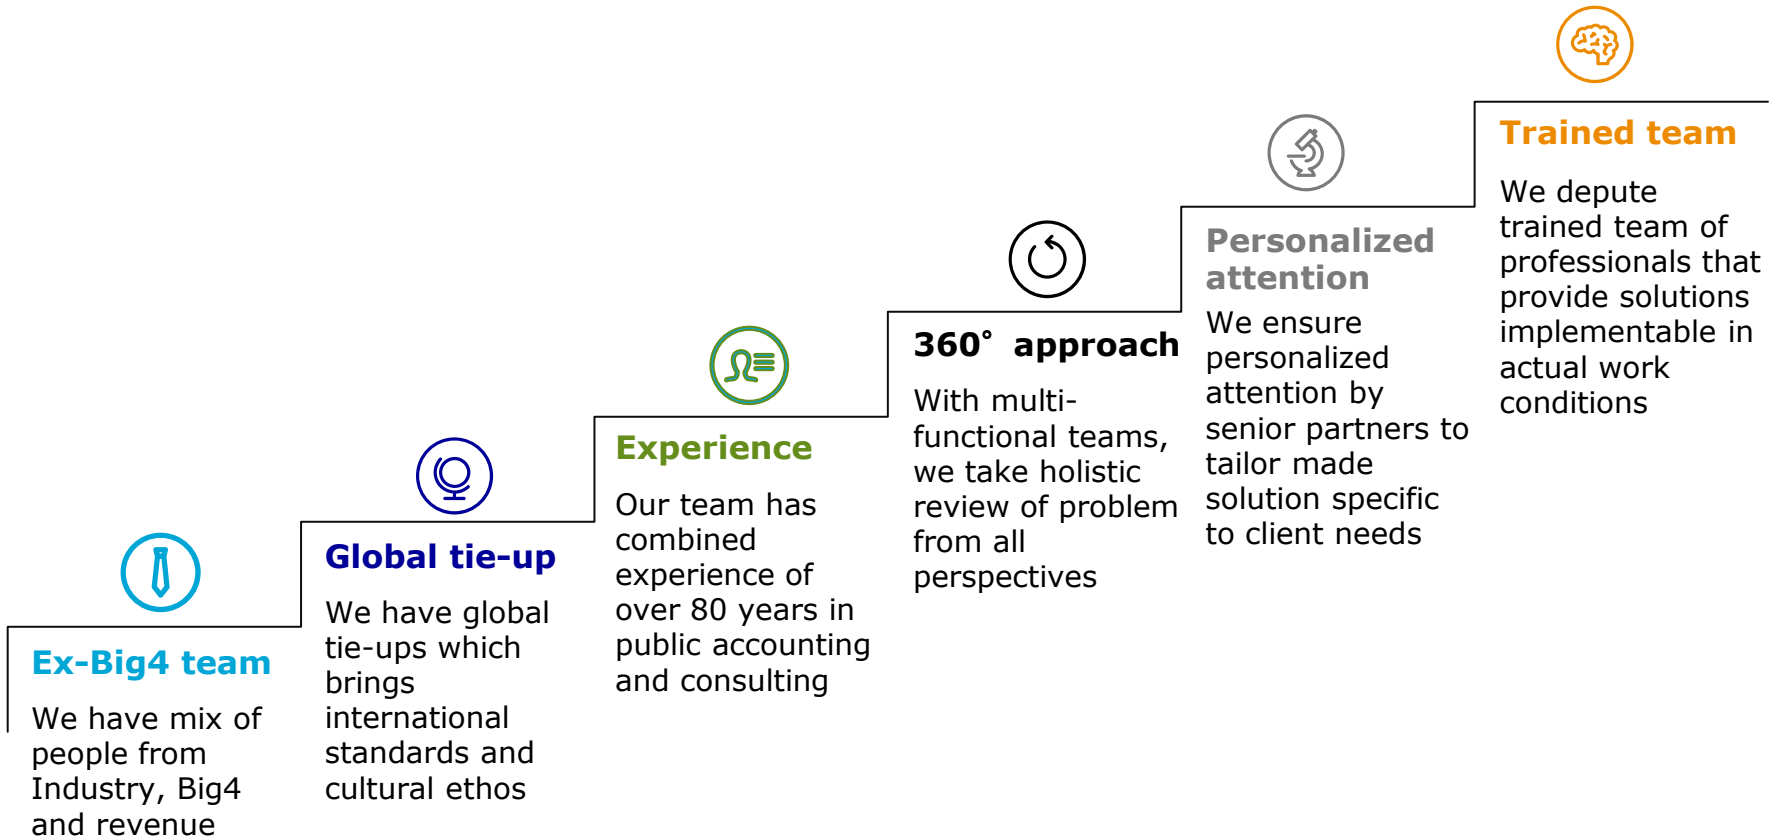 Ex-Big4 team
We have mix of
people from
Industry, Big4
and revenue
Global tie-up
We have global
tie-ups which
brings
international
standards and
cultural ethos
Experience
Our team has
combined
experience of
over 80 years in
public accounting
and consulting
360° approach
With multi-
functional teams,
we take holistic
review of problem
from all
perspectives
Personalized
attention
We ensure
personalized
attention by
senior partners to
tailor made
solution specific
to client needs
Trained team
We depute
trained team of
professionals that
provide solutions
implementable in
actual work
conditions